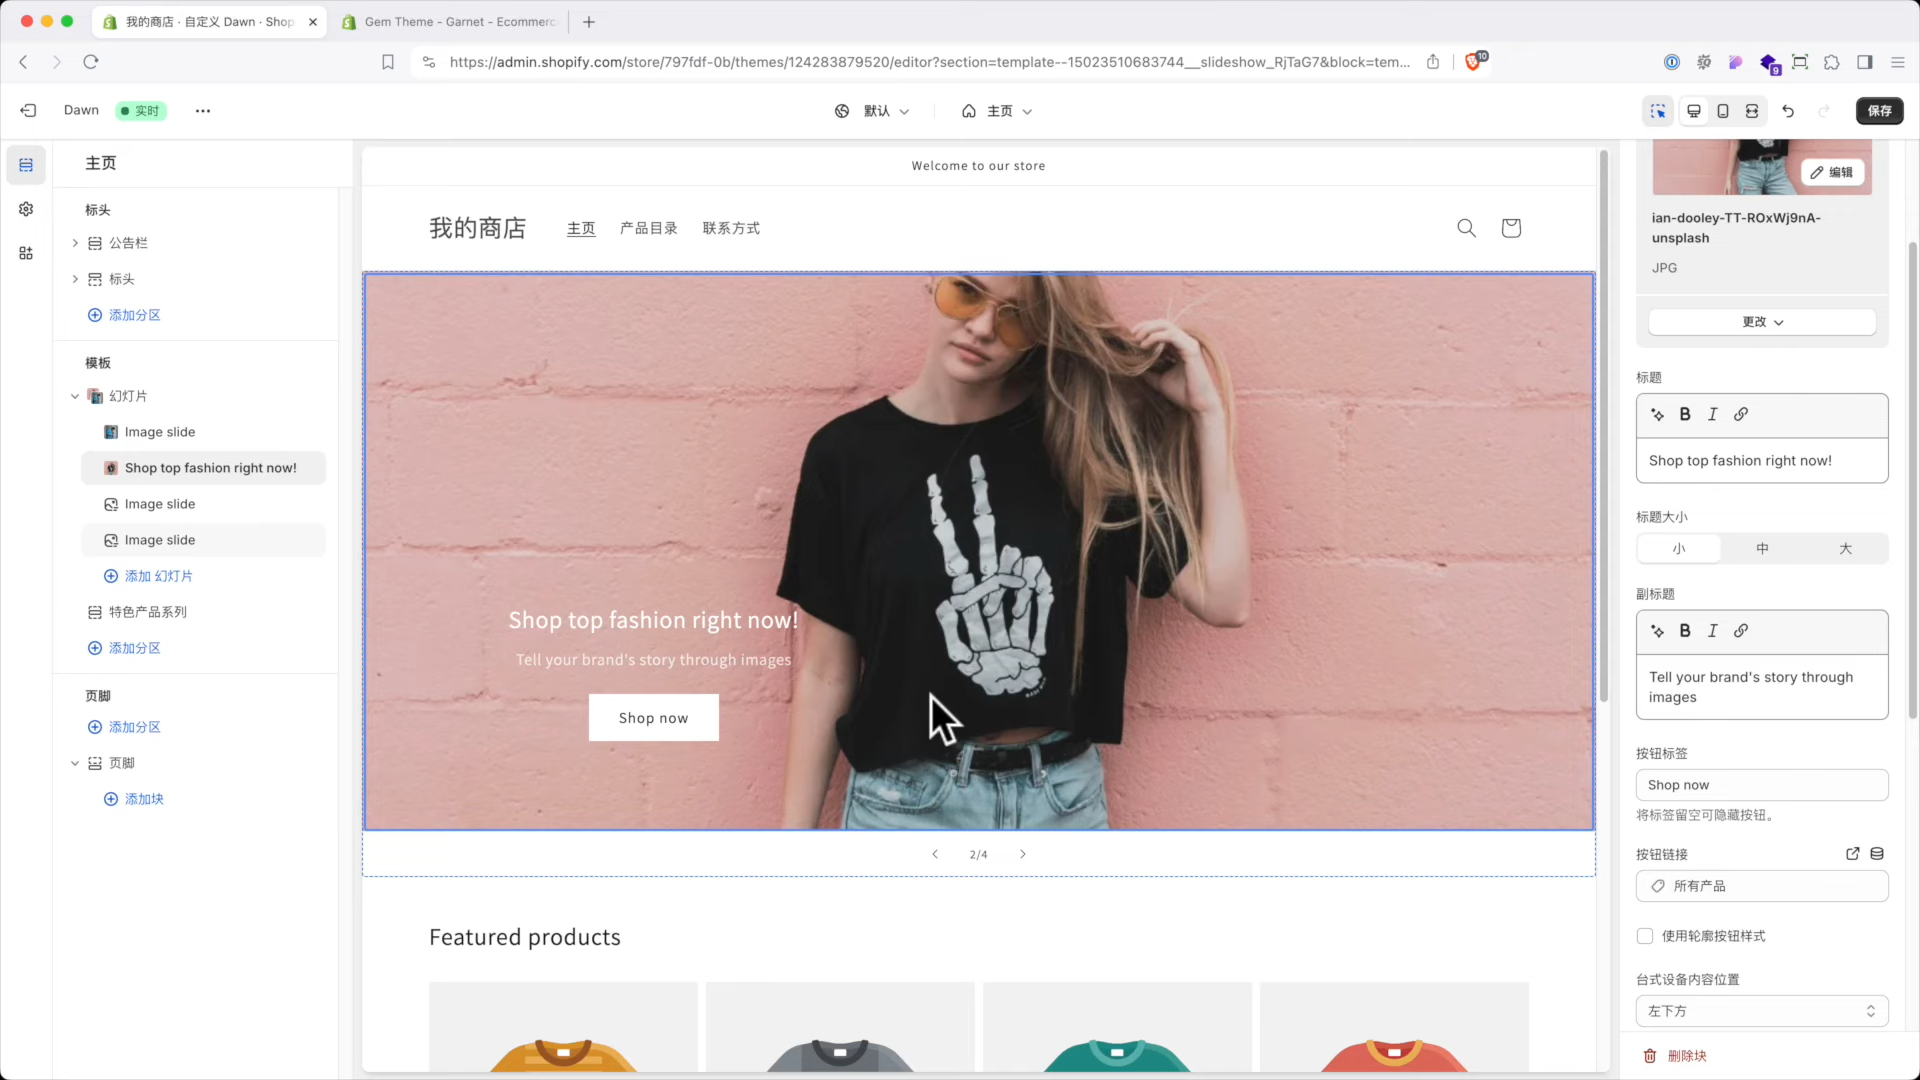 我的商店 · 自定义 Dawn · Shop
Gem Theme - Garnet - Ecommerc
https://admin.shopify.com/store/797fdf-0b/themes/124283879520/editor?section=template--15023510683744__slideshow_RjTaG7&block=tem...
10
9
Dawn
实时
默认
主页
保存
主页
标头
公告栏
标头
添加分区
模板
幻灯片
Image slide
Shop top fashion right now!
Image slide
Image slide
添加 幻灯片
特色产品系列
添加分区
页脚
添加分区
页脚
添加块
Welcome to our store
我的商店
主页
产品目录
联系方式
Shop top fashion right now!
Tell your brand's story through images
Shop now
2/4
Featured products
编辑
ian-dooley-TT-ROxWj9nA-
unsplash
JPG
更改
标题
B I
Shop top fashion right now!
标题大小
小
中
大
副标题
B I
Tell your brand's story through
images
按钮标签
Shop now
将标签留空可隐藏按钮。
按钮链接
所有产品
使用轮廓按钮样式
台式设备内容位置
左下方
删除块